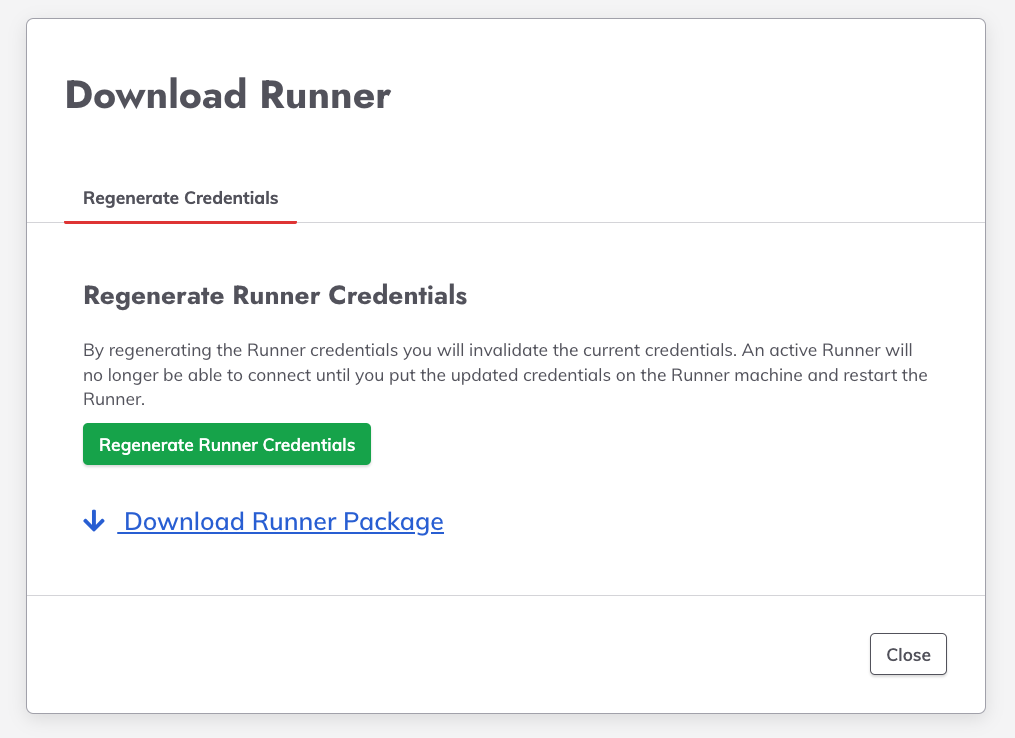 Download Runner
Regenerate Credentials
Regenerate Runner Credentials
By regenerating the Runner credentials you will invalidate the current credentials. An active Runner will
no longer be able to connect until you put the updated credentials on the Runner machine and restart the
Runner.
Regenerate Runner Credentials
Download Runner Package
Close